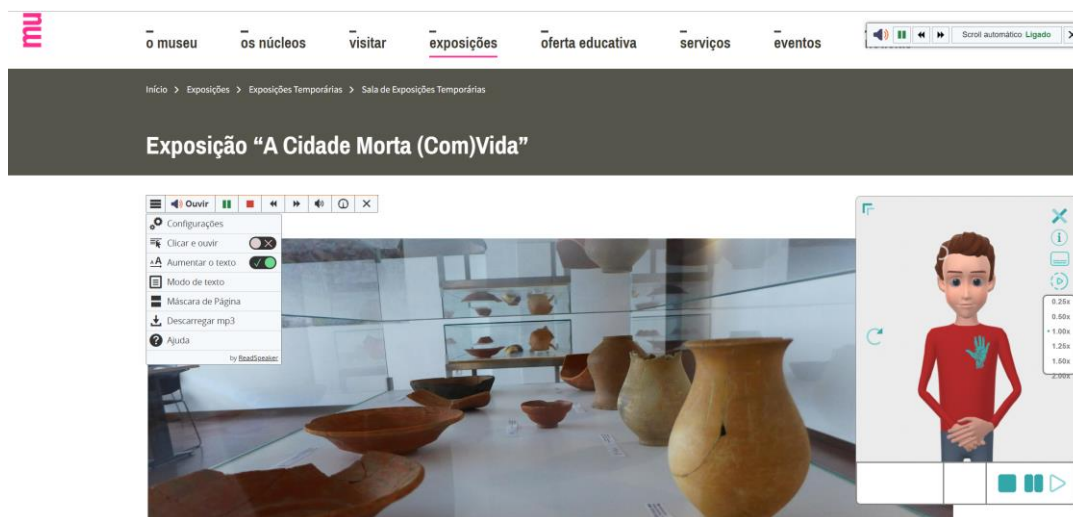 mu
o museu
os núcleos
visitar
exposições
oferta educativa
serviços
eventos
Scroll automático Ligado X
Início > Exposições > Exposições Temporárias > Sala de Exposições Temporárias
Exposição “A Cidade Morta (Com)Vida”
Ouvir
Configurações
Clicar e ouvir
Aumentar o texto
Modo de texto
Máscara de Página
Descarregar mp3
Ajuda
by ReadSpeaker
0.25x
0.50x
1.00x
1.25x
1.50x
2.00x